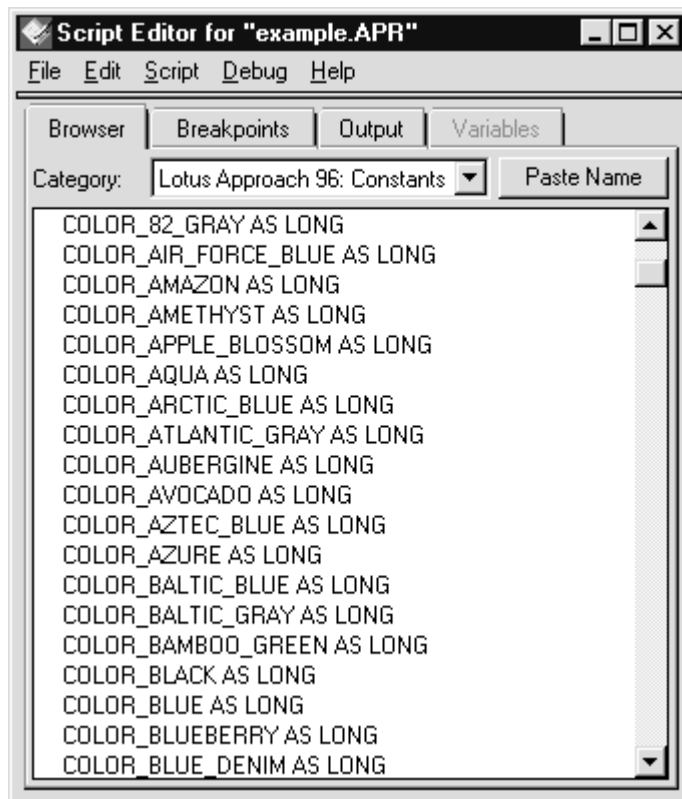 Script Editor for "example.APR"
File Edit Script Debug Help
Browser Breakpoints Output Variables
Category: Lotus Approach 96: Constants Paste Name
COLOR_82_GRAY AS LONG
COLOR_AIR_FORCE_BLUE AS LONG
COLOR_AMAZON AS LONG
COLOR_AMETHYST AS LONG
COLOR_APPLE_BLOSSOM AS LONG
COLOR_AQUA AS LONG
COLOR_ARCTIC_BLUE AS LONG
COLOR_ATLANTIC_GRAY AS LONG
COLOR_AUBERGINE AS LONG
COLOR_AVOCADO AS LONG
COLOR_AZTEC_BLUE AS LONG
COLOR_AZURE AS LONG
COLOR_BALTIC_BLUE AS LONG
COLOR_BALTIC_GRAY AS LONG
COLOR_BAMBOO_GREEN AS LONG
COLOR_BLACK AS LONG
COLOR_BLUE AS LONG
COLOR_BLUEBERRY AS LONG
COLOR_BLUE_DENIM AS LONG